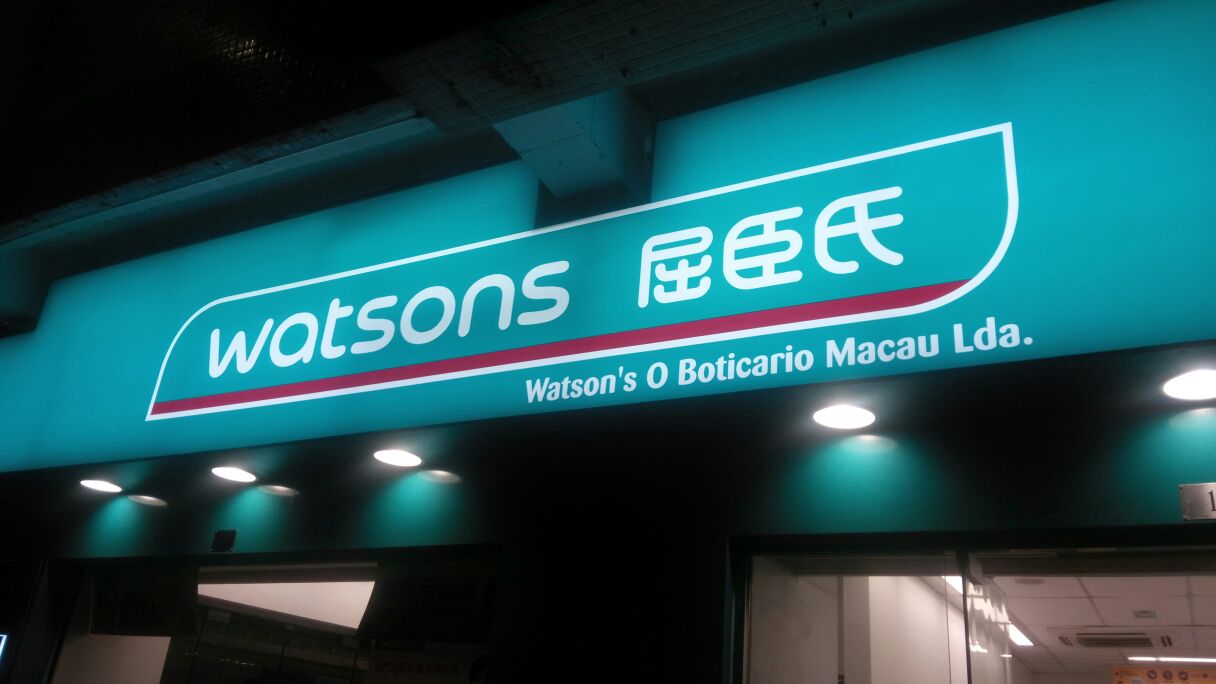 watsons 屈臣氏
Watson's O Boticario Macau Lda.